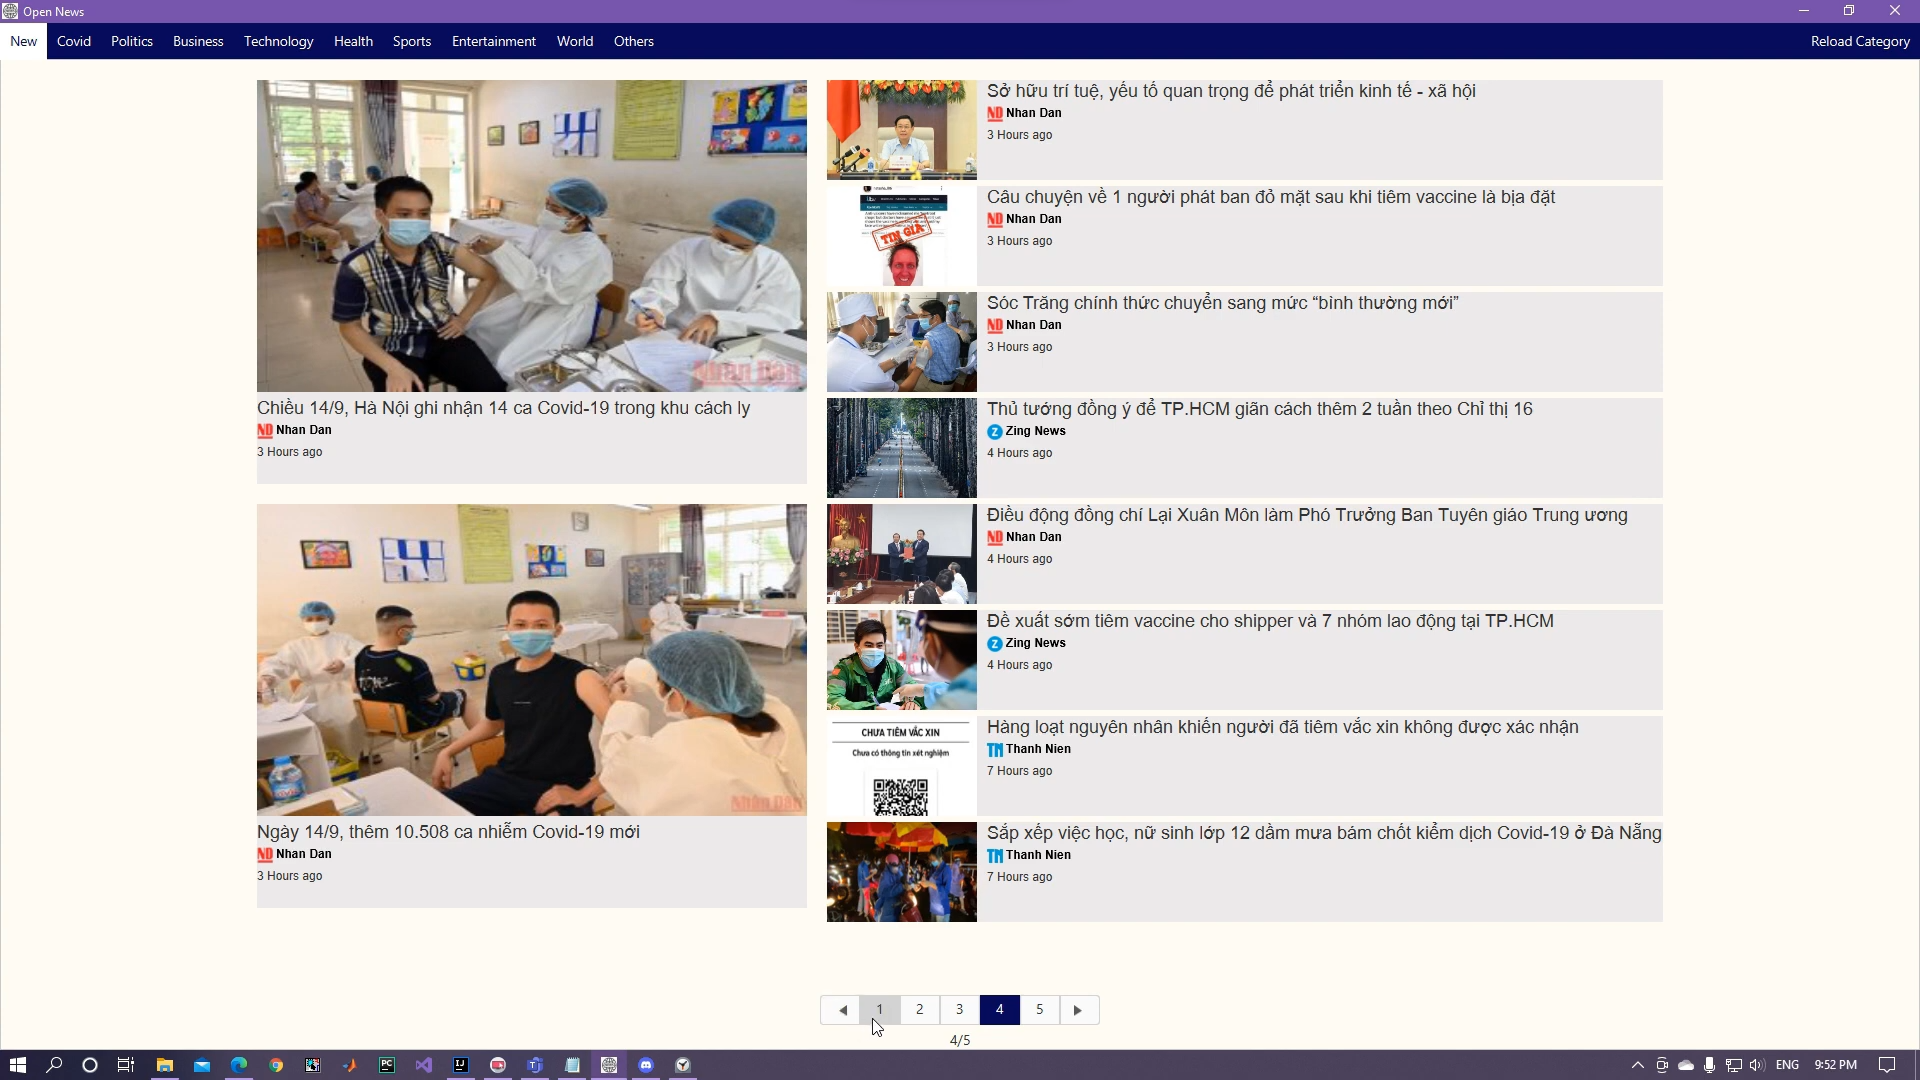 Open News
New Covid Politics Business Technology Health Sports Entertainment World Others Reload Category
Nhân Dân
Chiều 14/9, Hà Nội ghi nhận 14 ca Covid-19 trong khu cách ly
ND Nhan Dan
3 Hours ago
Nhân Dân
Ngày 14/9, thêm 10.508 ca nhiễm Covid-19 mới
ND Nhan Dan
3 Hours ago
Sở hữu trí tuệ, yếu tố quan trọng để phát triển kinh tế - xã hội
ND Nhan Dan
3 Hours ago
TIN GIẢ
Câu chuyện về 1 người phát ban đỏ mặt sau khi tiêm vaccine là bịa đặt
ND Nhan Dan
3 Hours ago
Sóc Trăng chính thức chuyển sang mức “bình thường mới”
ND Nhan Dan
3 Hours ago
Thủ tướng đồng ý để TP.HCM giãn cách thêm 2 tuần theo Chỉ thị 16
Z Zing News
4 Hours ago
Điều động đồng chí Lại Xuân Môn làm Phó Trưởng Ban Tuyên giáo Trung ương
ND Nhan Dan
4 Hours ago
Đề xuất sớm tiêm vaccine cho shipper và 7 nhóm lao động tại TP.HCM
Z Zing News
4 Hours ago
CHƯA TIÊM VẮC XIN
Chưa có thông tin xét nghiệm
Hàng loạt nguyên nhân khiến người đã tiêm vắc xin không được xác nhận
TN Thanh Nien
7 Hours ago
Sắp xếp việc học, nữ sinh lớp 12 dầm mưa bám chốt kiểm dịch Covid-19 ở Đà Nẵng
TN Thanh Nien
7 Hours ago
1 2 3 4 5
4/5
PC IJ ENG 9:52 PM